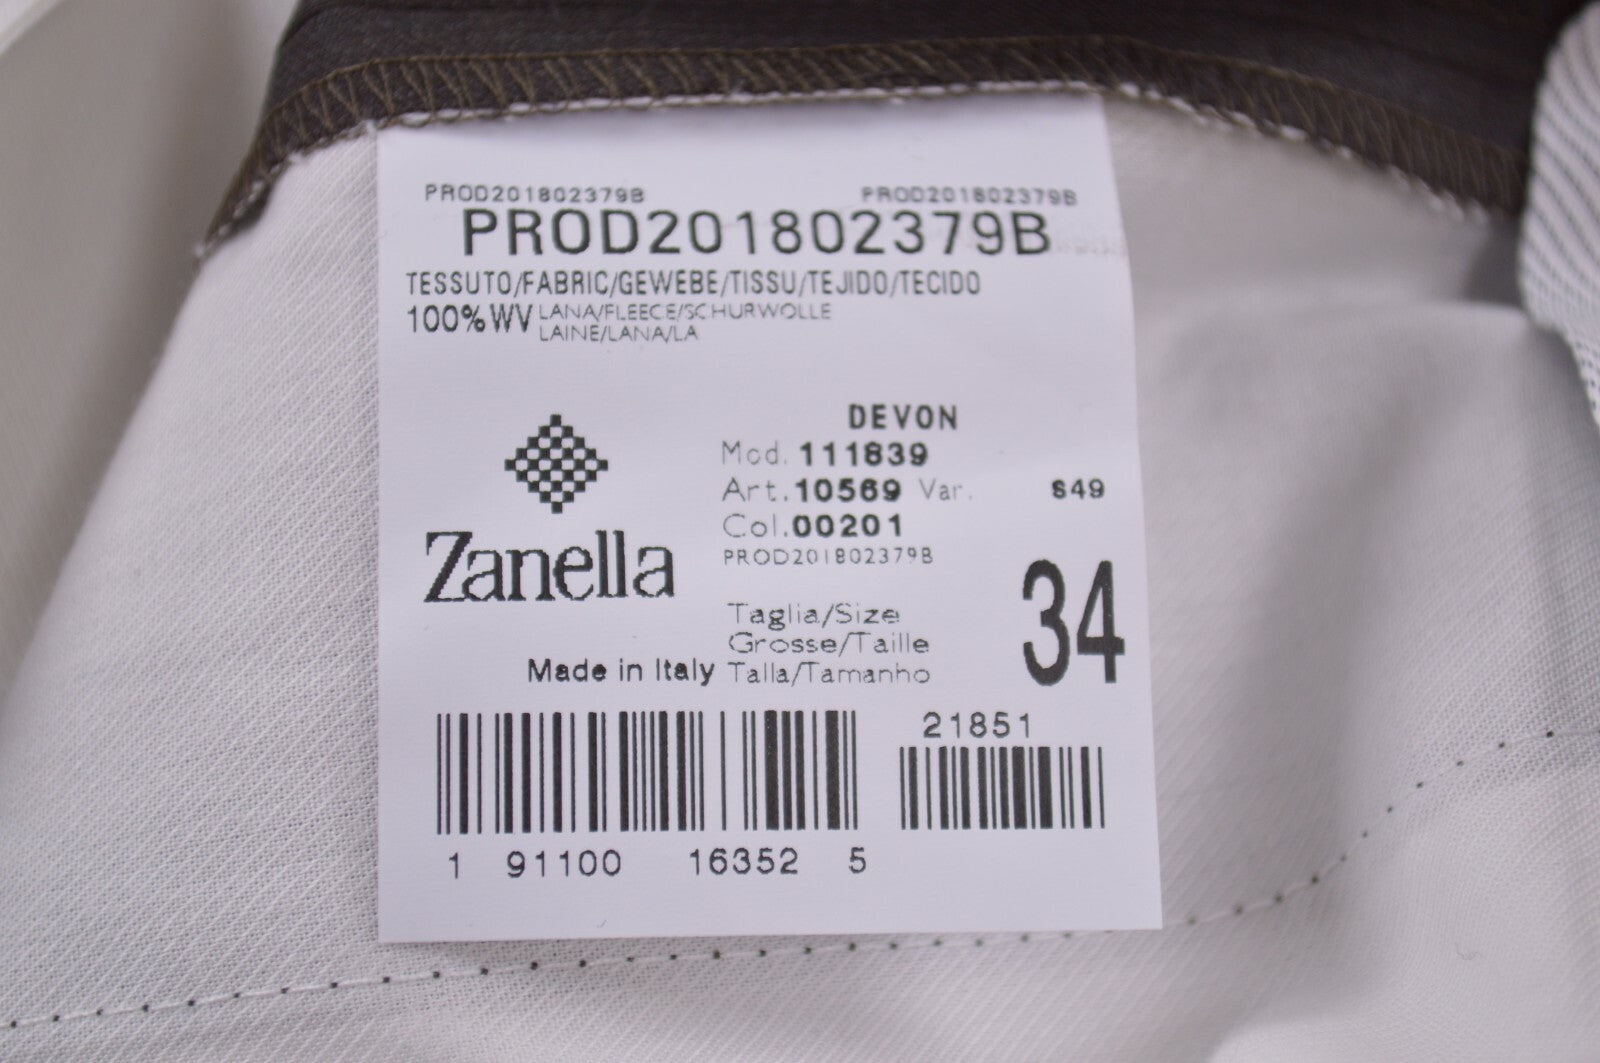 PROD201802379B PROD201802379B
PROD201802379B
TESSUTO/FABRIC/GEWEBE/TISSU/TEJIDO/TECIDO
100%WV LANA/FLEECE/SCHURWOLLE
LAINE/LANA/LA
DEVON
Mod. 111839
Art. 10569 Var. S49
Col. 00201
PROD201802379B
Zanella
Taglia/Size
Grosse/Taille
Talla/Tamanho
34
Made in Italy
21851
1 91100 16352 5